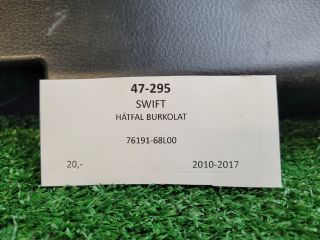 47-295
SWIFT
HÁTFAL BURKOLAT
76191-68L00
20,- 2010-2017